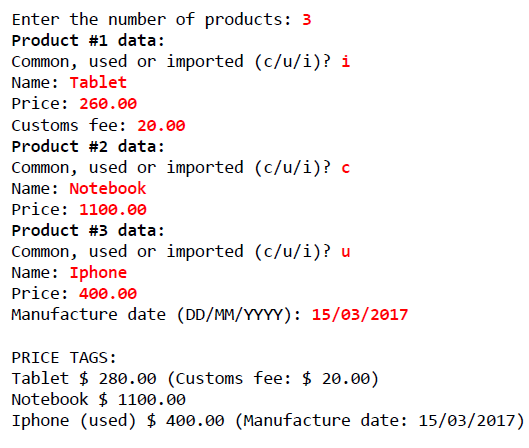 Enter the number of products: 3
Product #1 data:
Common, used or imported (c/u/i)? i
Name: Tablet
Price: 260.00
Customs fee: 20.00
Product #2 data:
Common, used or imported (c/u/i)? c
Name: Notebook
Price: 1100.00
Product #3 data:
Common, used or imported (c/u/i)? u
Name: Iphone
Price: 400.00
Manufacture date (DD/MM/YYYY): 15/03/2017

PRICE TAGS:
Tablet $ 280.00 (Customs fee: $ 20.00)
Notebook $ 1100.00
Iphone (used) $ 400.00 (Manufacture date: 15/03/2017)